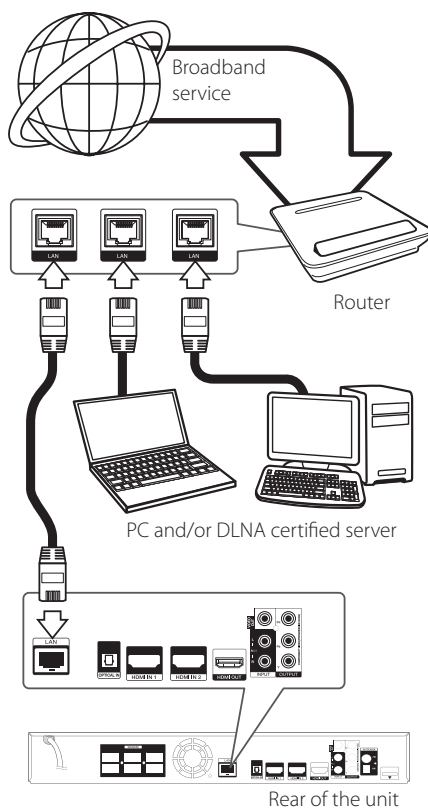 Broadband
service
LAN
LAN
LAN
Router
PC and/or DLNA certified server
LAN
OPTICAL IN
HDMI IN 1
HDMI IN 2
HDMI OUT
INPUT
OUTPUT
Rear of the unit